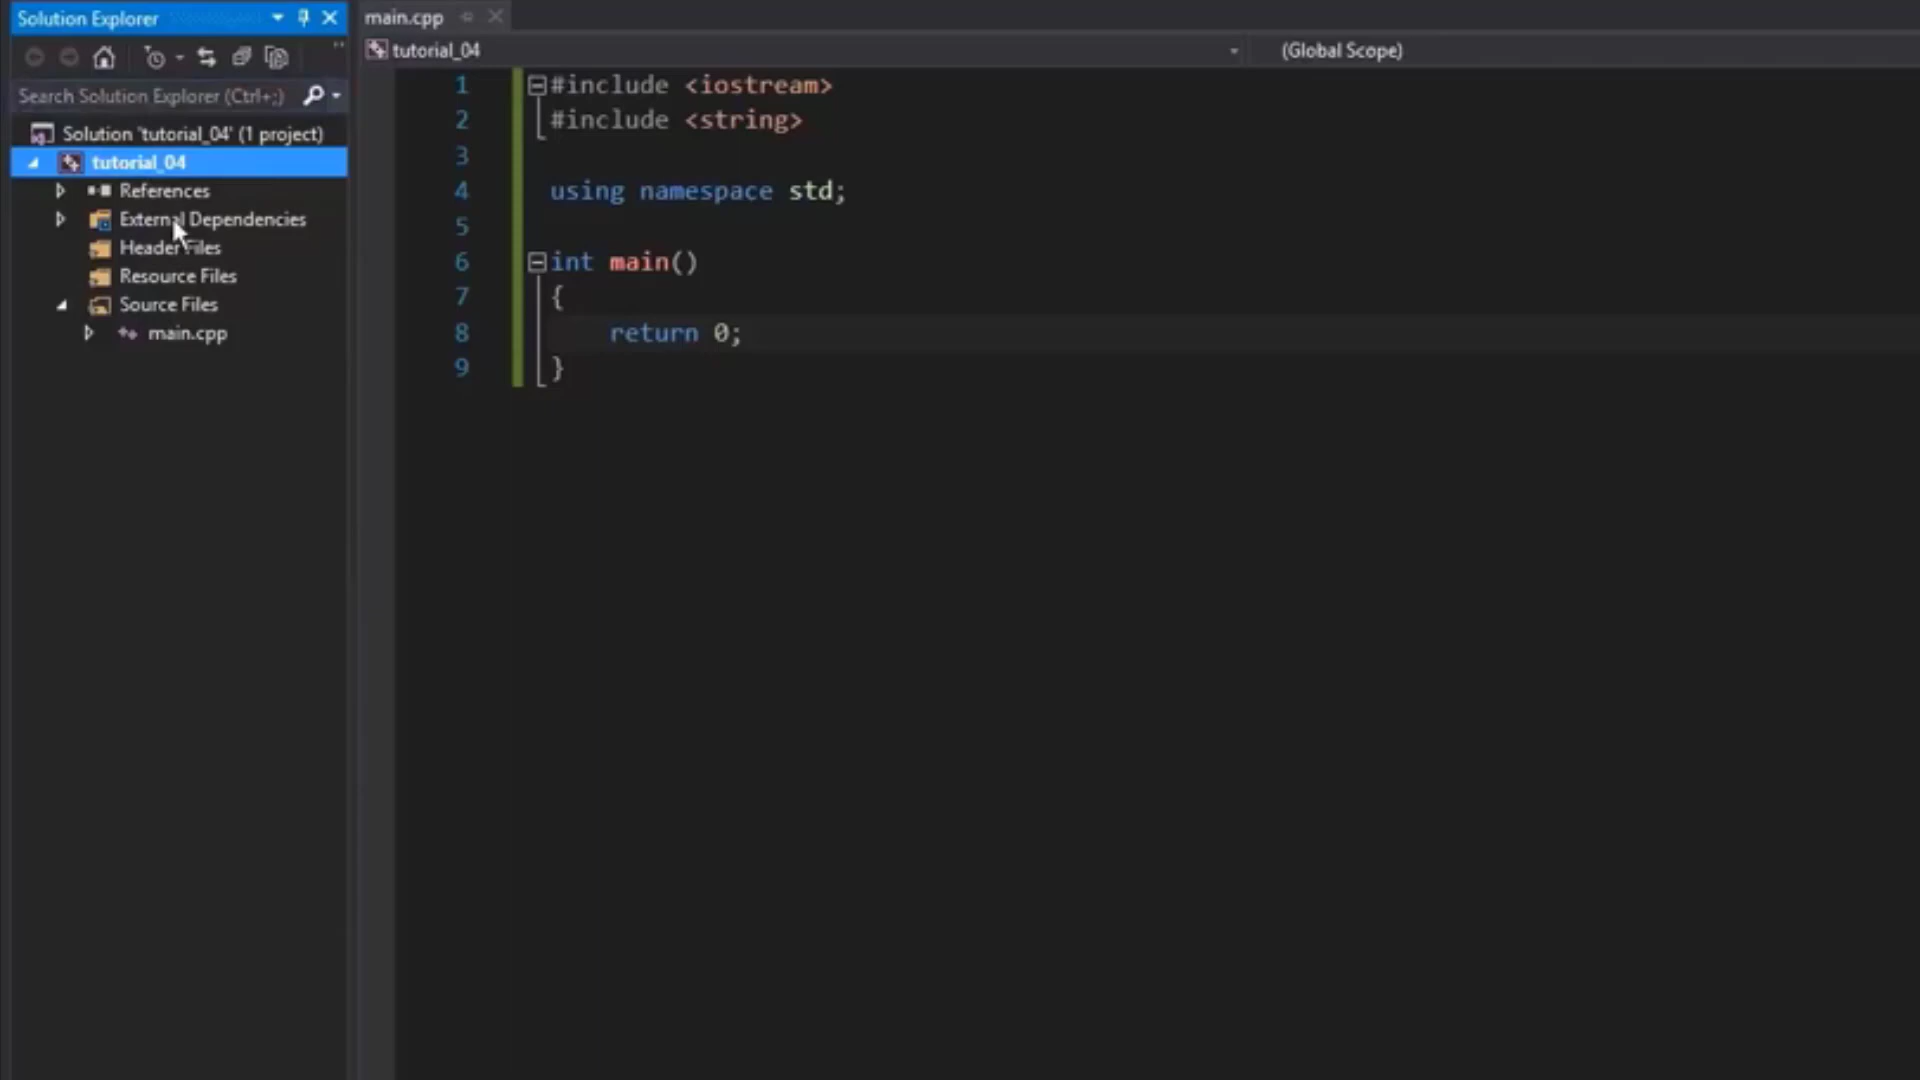 Solution Explorer
Search Solution Explorer (Ctrl+;)
Solution 'tutorial_04' (1 project)
tutorial_04
References
External Dependencies
Header Files
Resource Files
Source Files
main.cpp
main.cpp
tutorial_04
(Global Scope)
1 #include <iostream>
2 #include <string>
3
4 using namespace std;
5
6 int main()
7 {
8 return 0;
9 }